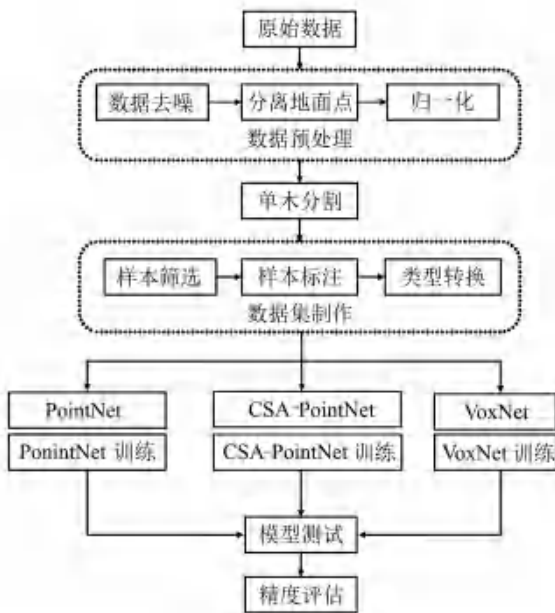 原始数据
数据去噪 分离地面点 归一化
数据预处理
单木分割
样本筛选 样本标注 类型转换
数据集制作
PointNet CSA-PointNet VoxNet
PonintNet 训练 CSA-PointNet 训练 VoxNet 训练
模型测试
精度评估